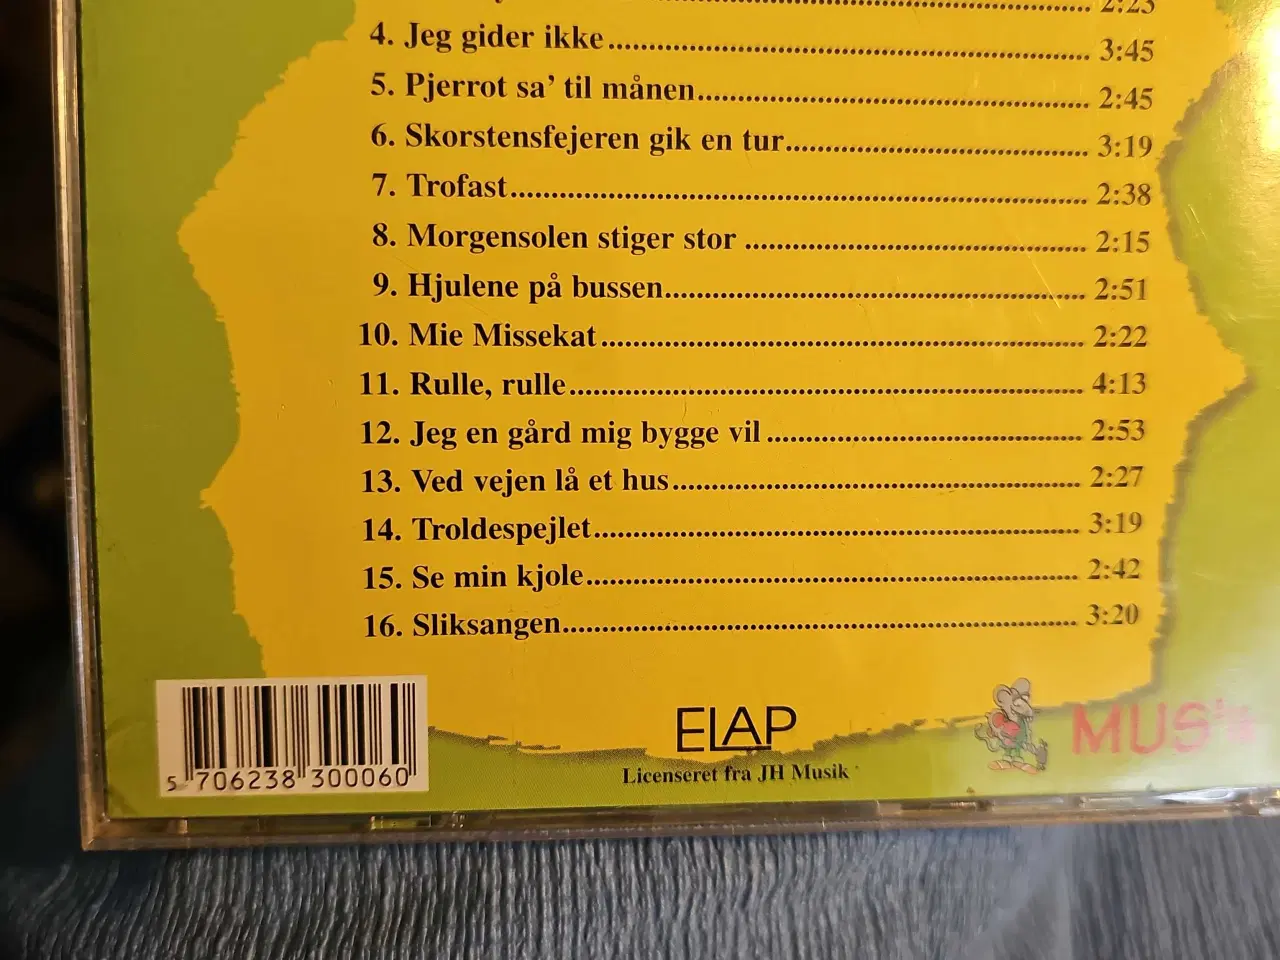 2:23
4. Jeg gider ikke 3:45
5. Pjerrot sa' til månen 2:45
6. Skorstensfejeren gik en tur 3:19
7. Trofast 2:38
8. Morgensolen stiger stor 2:15
9. Hjulene på bussen 2:51
10. Mie Missekat 2:22
11. Rulle, rulle 4:13
12. Jeg en gård mig bygge vil 2:53
13. Ved vejen lå et hus 2:27
14. Troldespejlet 3:19
15. Se min kjole 2:42
16. Sliksangen 3:20
5 706238 300060
ELAP
Licenseret fra JH Musik